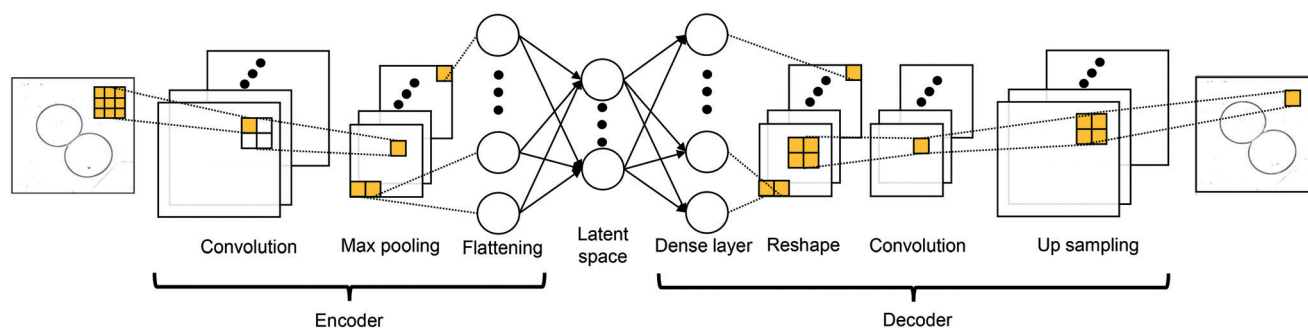 Convolution
Max pooling
Flattening
Latent
space
Dense layer
Reshape
Convolution
Up sampling
Encoder
Decoder